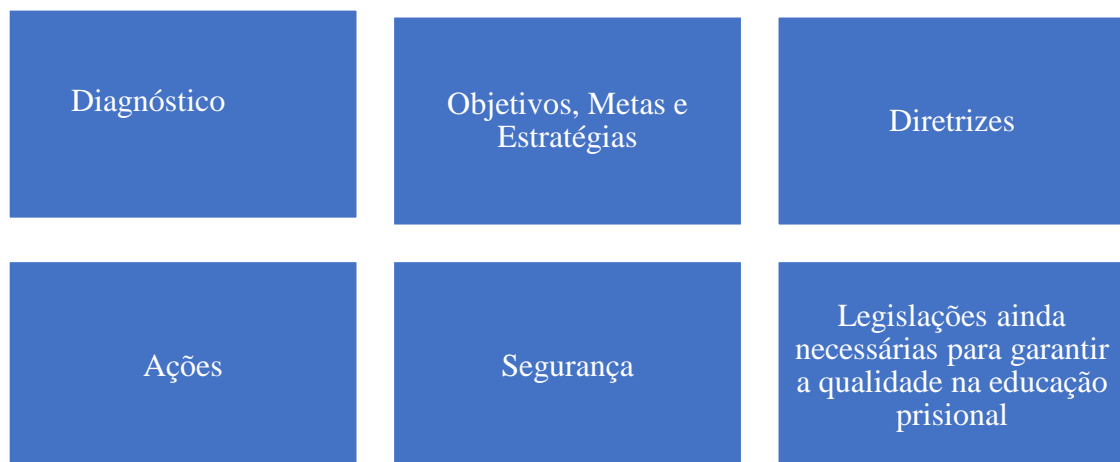 Diagnóstico
Objetivos, Metas e
Estratégias
Diretrizes
Ações
Segurança
Legislações ainda
necessárias para garantir
a qualidade na educação
prisional